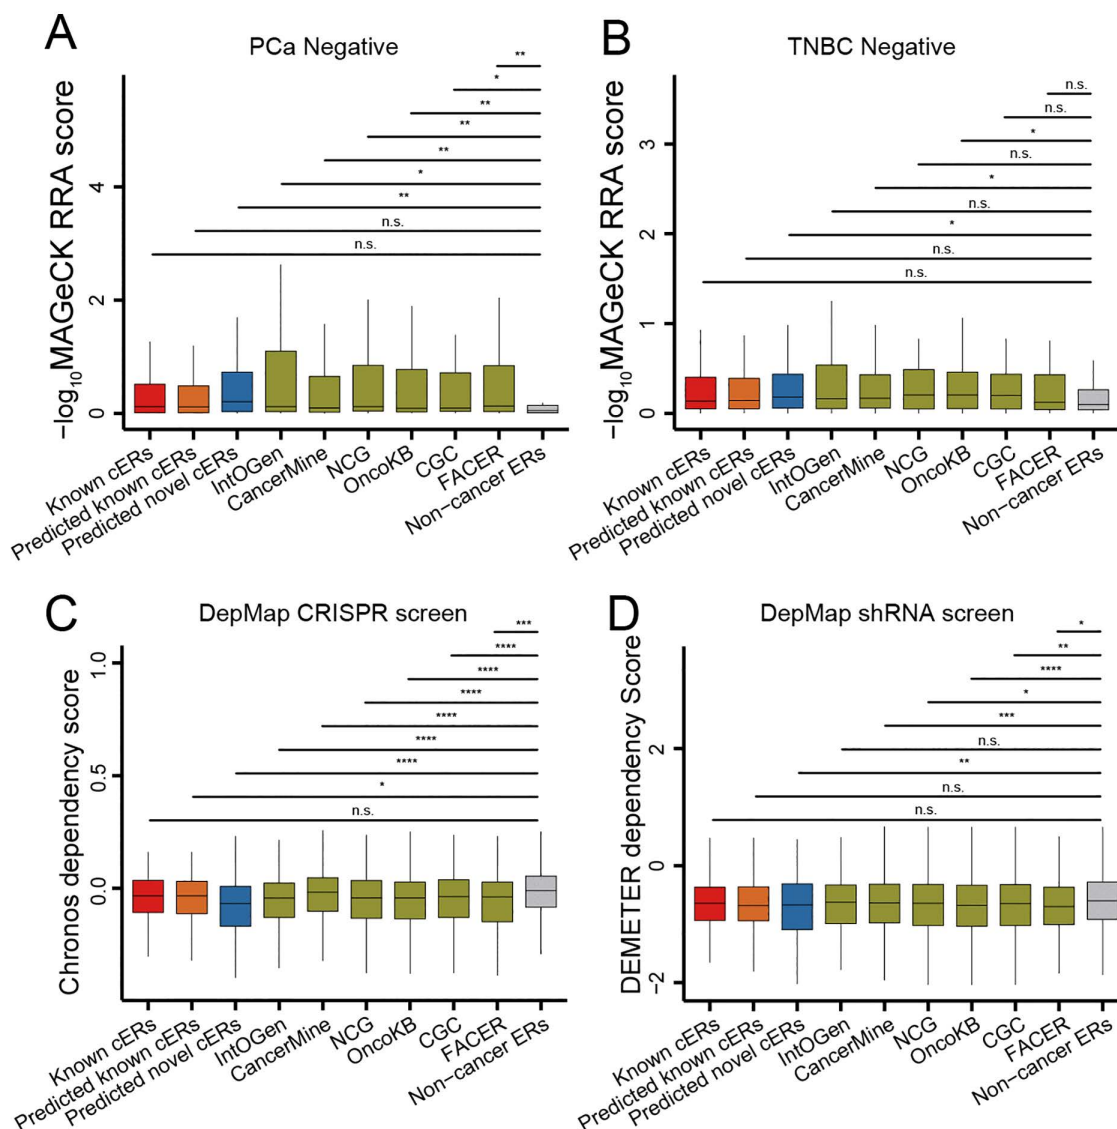 A
PCa Negative
−log10MAGeCK RRA score
4
2
0
**
*
**
**
**
*
**
n.s.
n.s.
Known cERs
Predicted known cERs
Predicted novel cERs
IntOGen
CancerMine
NCG
OncoKB
CGC
FACER
Non−cancer ERs
B
TNBC Negative
−log10MAGeCK RRA score
3
2
1
0
n.s.
n.s.
*
n.s.
*
n.s.
*
n.s.
n.s.
Known cERs
Predicted known cERs
Predicted novel cERs
IntOGen
CancerMine
NCG
OncoKB
CGC
FACER
Non−cancer ERs
C
DepMap CRISPR screen
Chronos dependency score
1.0
0.5
0.0
***
****
****
****
****
****
****
*
n.s.
Known cERs
Predicted known cERs
Predicted novel cERs
IntOGen
CancerMine
NCG
OncoKB
CGC
FACER
Non−cancer ERs
D
DepMap shRNA screen
DEMETER dependency Score
2
0
−2
*
**
****
*
***
n.s.
**
n.s.
n.s.
Known cERs
Predicted known cERs
Predicted novel cERs
IntOGen
CancerMine
NCG
OncoKB
CGC
FACER
Non−cancer ERs